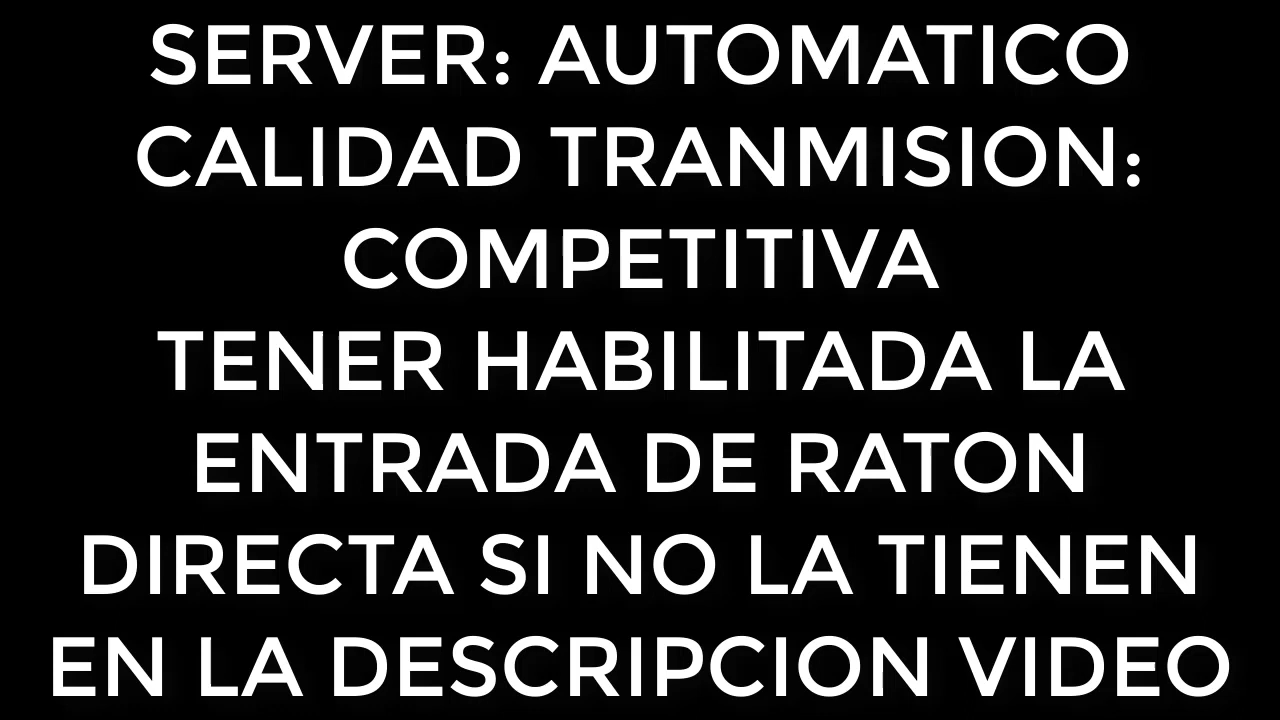 SERVER: AUTOMATICO
CALIDAD TRANMISION:
COMPETITIVA
TENER HABILITADA LA
ENTRADA DE RATON
DIRECTA SI NO LA TIENEN
EN LA DESCRIPCION VIDEO